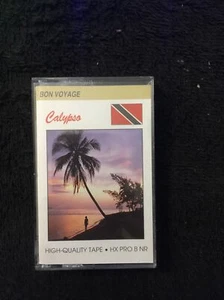 BON VOYAGE
Calypso
HIGH-QUALITY TAPE • HX PRO B NR